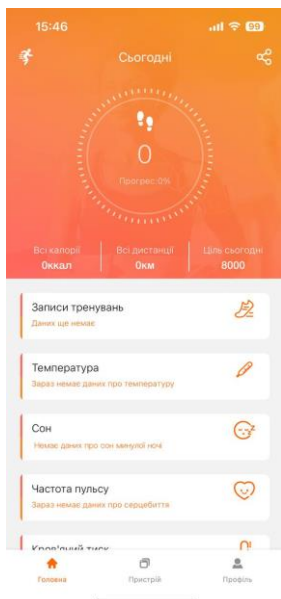 15:46
99
Сьогодні
0
Прогрес:0%
Всі калорії
Всі дистанції
Ціль сьогодні
0ккал
0км
8000
Записи тренувань
Даних ще немає
Температура
Зараз немає даних про температуру
Сон
Немає даних про сон минулої ночі
Частота пульсу
Зараз немає даних про серцебиття
Кров'яний тиск
Головна
Пристрій
Профіль